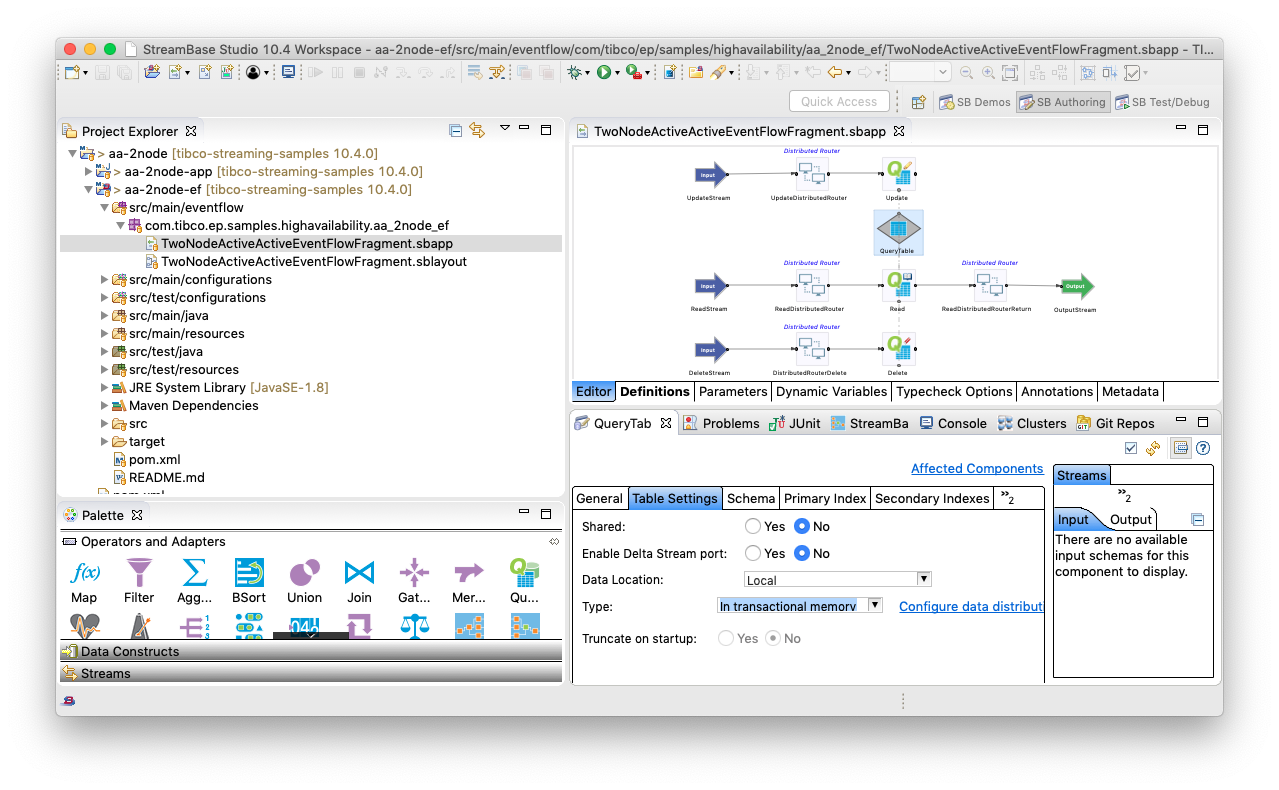 StreamBase Studio 10.4 Workspace - aa-2node-ef/src/main/eventflow/com/tibco/ep/samples/highavailability/aa_2node_ef/TwoNodeActiveActiveEventFlowFragment.sbapp - TI...
Quick Access
SB Demos
SB Authoring
SB Test/Debug
Project Explorer
> aa-2node [tibco-streaming-samples 10.4.0]
> aa-2node-app [tibco-streaming-samples 10.4.0]
> aa-2node-ef [tibco-streaming-samples 10.4.0]
src/main/eventflow
com.tibco.ep.samples.highavailability.aa_2node_ef
TwoNodeActiveActiveEventFlowFragment.sbapp
TwoNodeActiveActiveEventFlowFragment.sblayout
src/main/configurations
src/test/configurations
src/main/java
src/main/resources
src/test/java
src/test/resources
JRE System Library [JavaSE-1.8]
Maven Dependencies
src
target
pom.xml
README.md
pom.xml
Palette
Operators and Adapters
f(x)
Map
Filter
Agg...
BSort
Union
Join
Gat...
Mer...
Qu...
Data Constructs
Streams
TwoNodeActiveActiveEventFlowFragment.sbapp
Distributed Router
Input
UpdateStream
UpdateDistributedRouter
Update
QueryTable
Distributed Router
Distributed Router
Input
Output
ReadStream
ReadDistributedRouter
Read
ReadDistributedRouterReturn
OutputStream
Distributed Router
Input
DeleteStream
DistributedRouterDelete
Delete
Editor
Definitions
Parameters
Dynamic Variables
Typecheck Options
Annotations
Metadata
QueryTab
Problems
JUnit
StreamBa
Console
Clusters
Git Repos
Affected Components
General
Table Settings
Schema
Primary Index
Secondary Indexes
»2
Shared:
Yes
No
Enable Delta Stream port:
Yes
No
Data Location:
Local
Type:
In transactional memory
Configure data distributi
Truncate on startup:
Yes
No
Streams
»2
Input
Output
There are no available
input schemas for this
component to display.